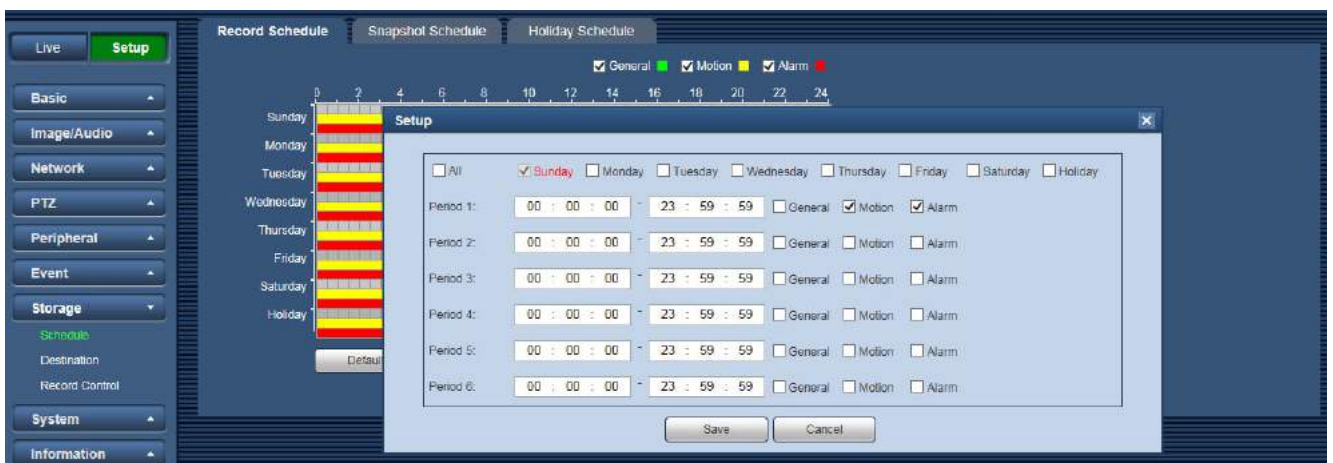 Live Setup
Record Schedule Snapshot Schedule Holiday Schedule
General Motion Alarm
0 2 4 6 8 10 12 14 16 18 20 22 24
Basic
Image/Audio
Network
PTZ
Peripheral
Event
Storage
Schedule
Destination
Record Control
System
Information
Sunday
Monday
Tuesday
Wednesday
Thursday
Friday
Saturday
Holiday
Setup
All Sunday Monday Tuesday Wednesday Thursday Friday Saturday Holiday
Period 1: 00 : 00 : 00 - 23 : 59 : 59 General Motion Alarm
Period 2: 00 : 00 : 00 - 23 : 59 : 59 General Motion Alarm
Period 3: 00 : 00 : 00 - 23 : 59 : 59 General Motion Alarm
Period 4: 00 : 00 : 00 - 23 : 59 : 59 General Motion Alarm
Period 5: 00 : 00 : 00 - 23 : 59 : 59 General Motion Alarm
Period 6: 00 : 00 : 00 - 23 : 59 : 59 General Motion Alarm
Save Cancel